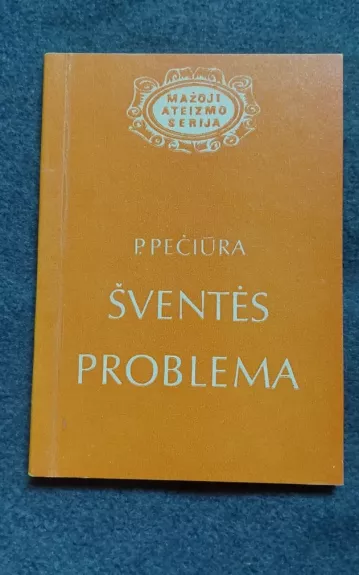 MAŽOJI
ATEIZMO
SERIJA
P. PEČIŪRA
ŠVENTĖS
PROBLEMA